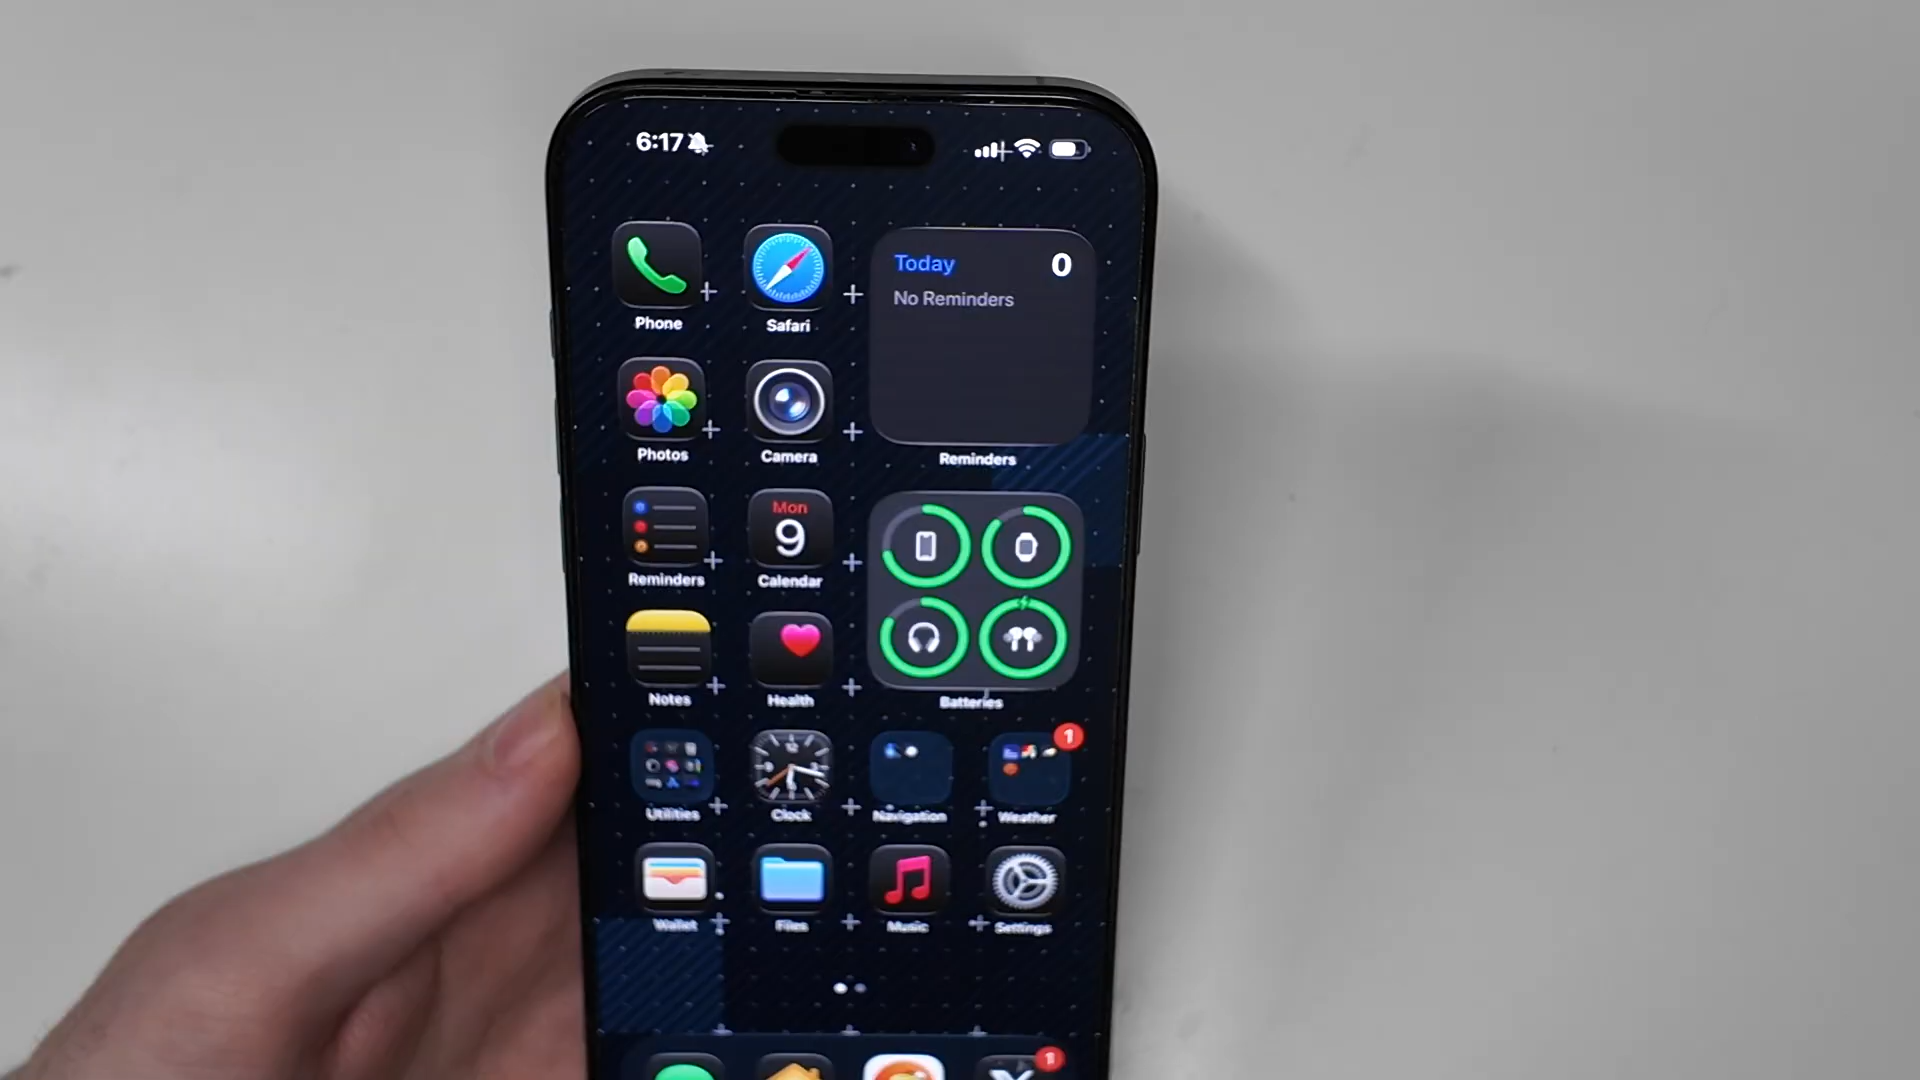 6:17
Today 0
No Reminders
Phone
Safari
Photos
Camera
Reminders
Mon
9
Reminders
Calendar
Notes
Health
Batteries
1
Utilities
12
Clock
Navigation
Weather
Wallet
Files
Music
Settings
1